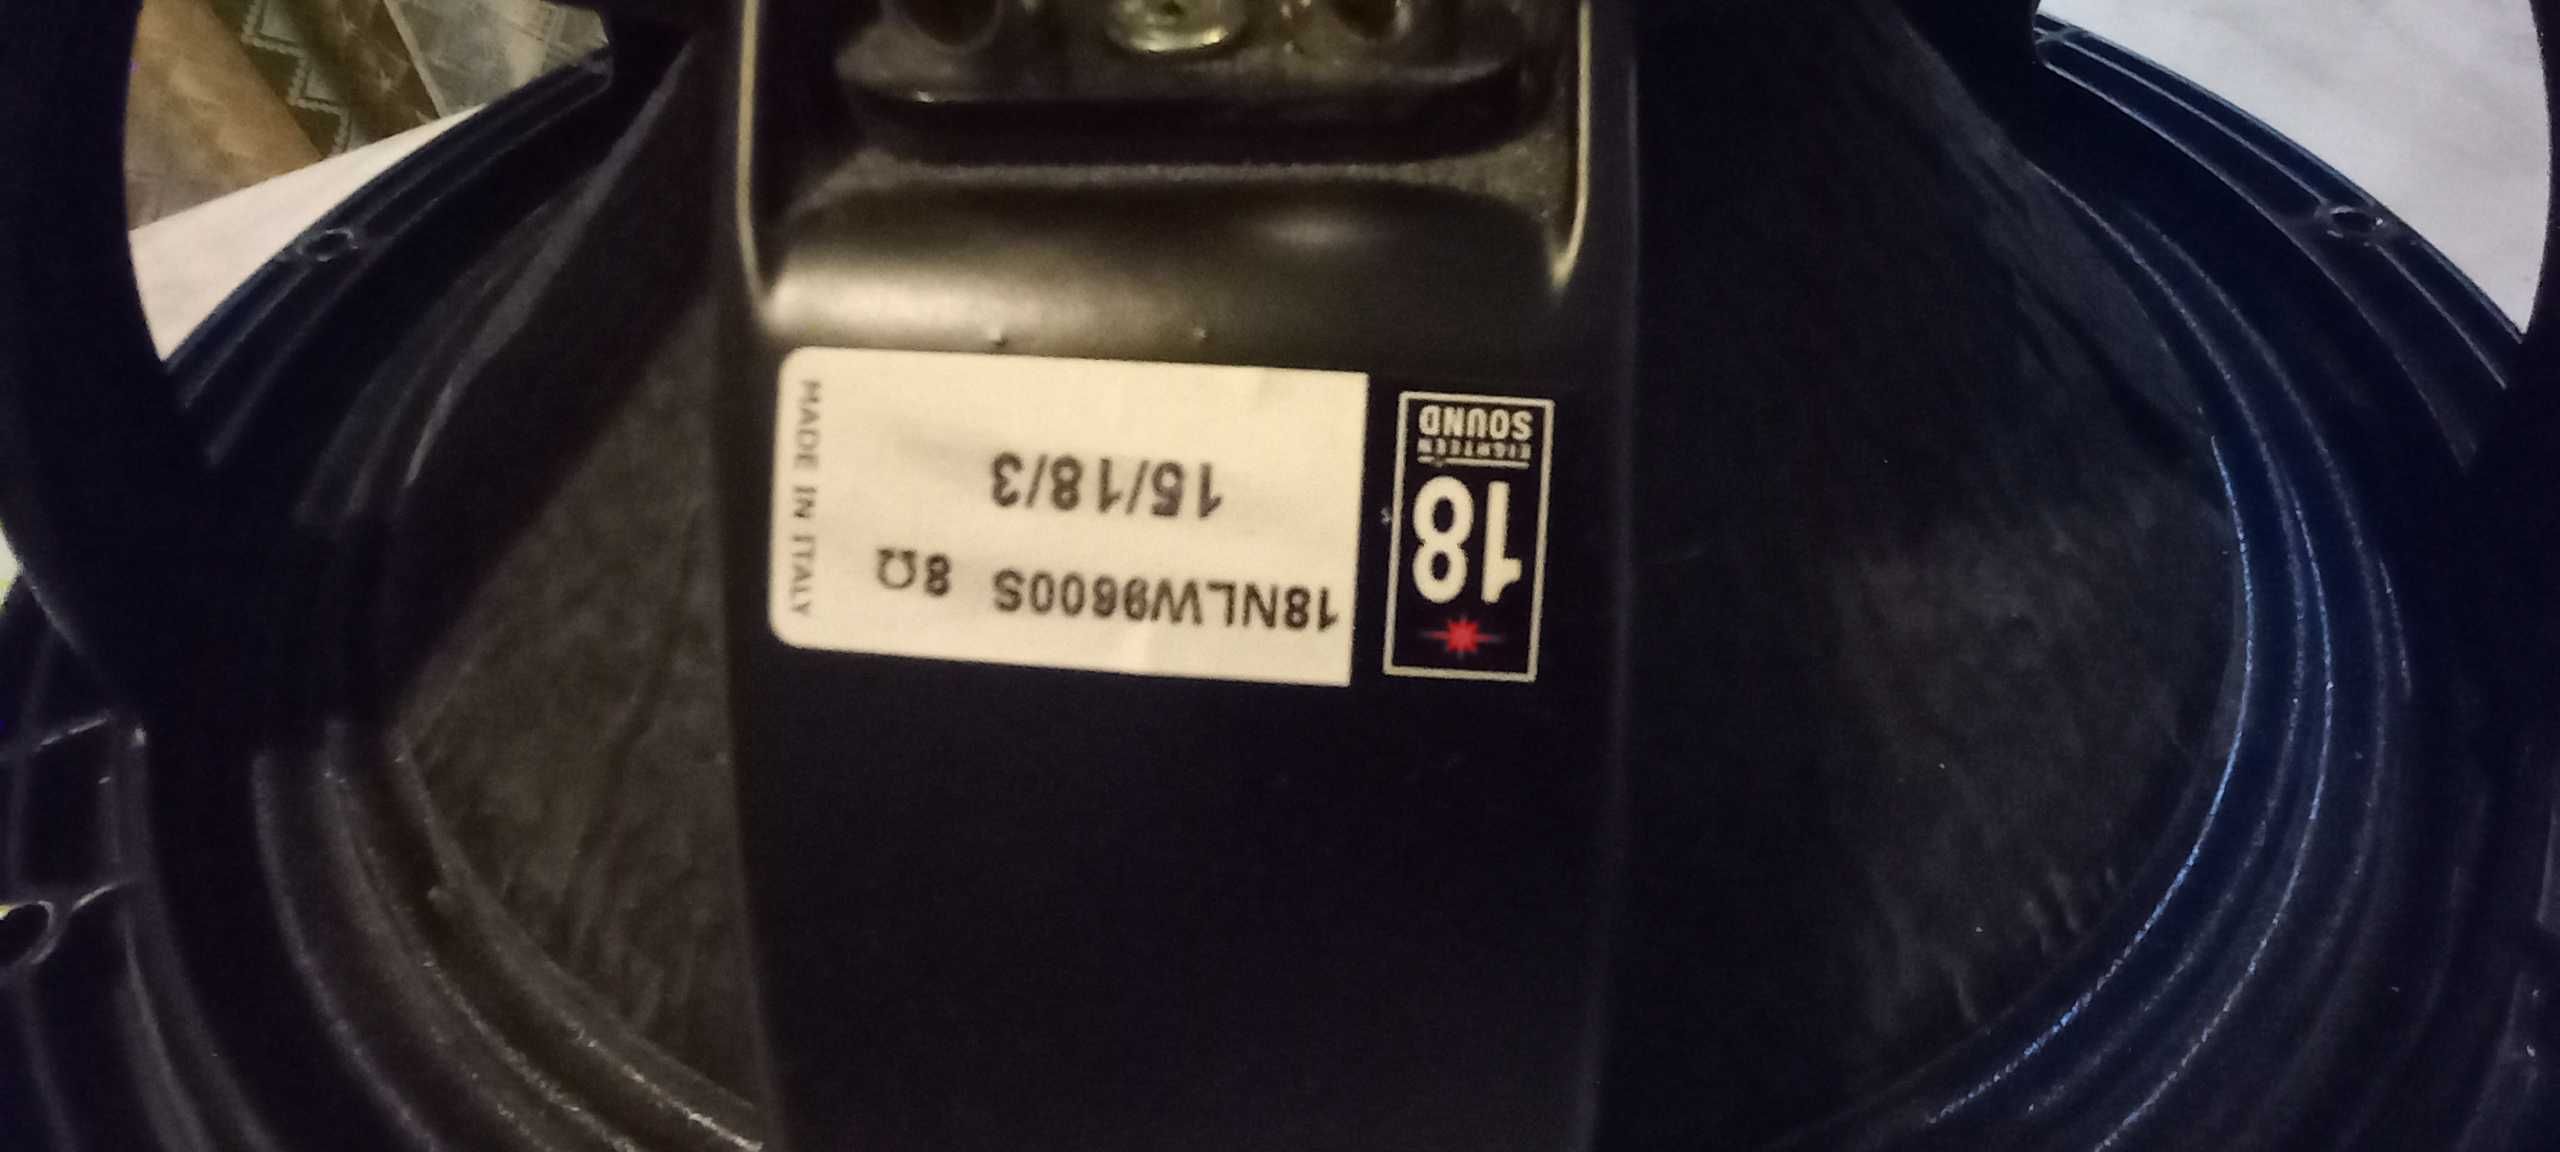 18
EIGHTEEN
SOUND
18NLW9600S 8Ω
15/18/3
MADE IN ITALY